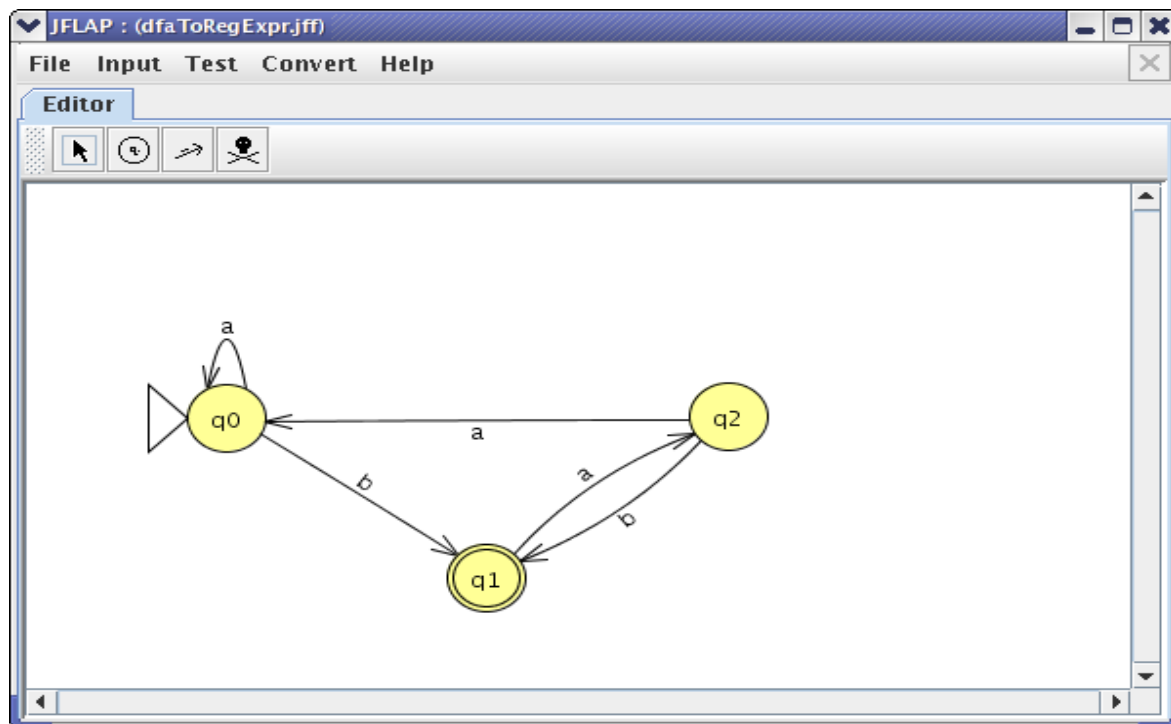 JFLAP : (dfaToRegExpr.jff)
File Input Test Convert Help
Editor
q
a
q0
a
q2
b
a
b
q1